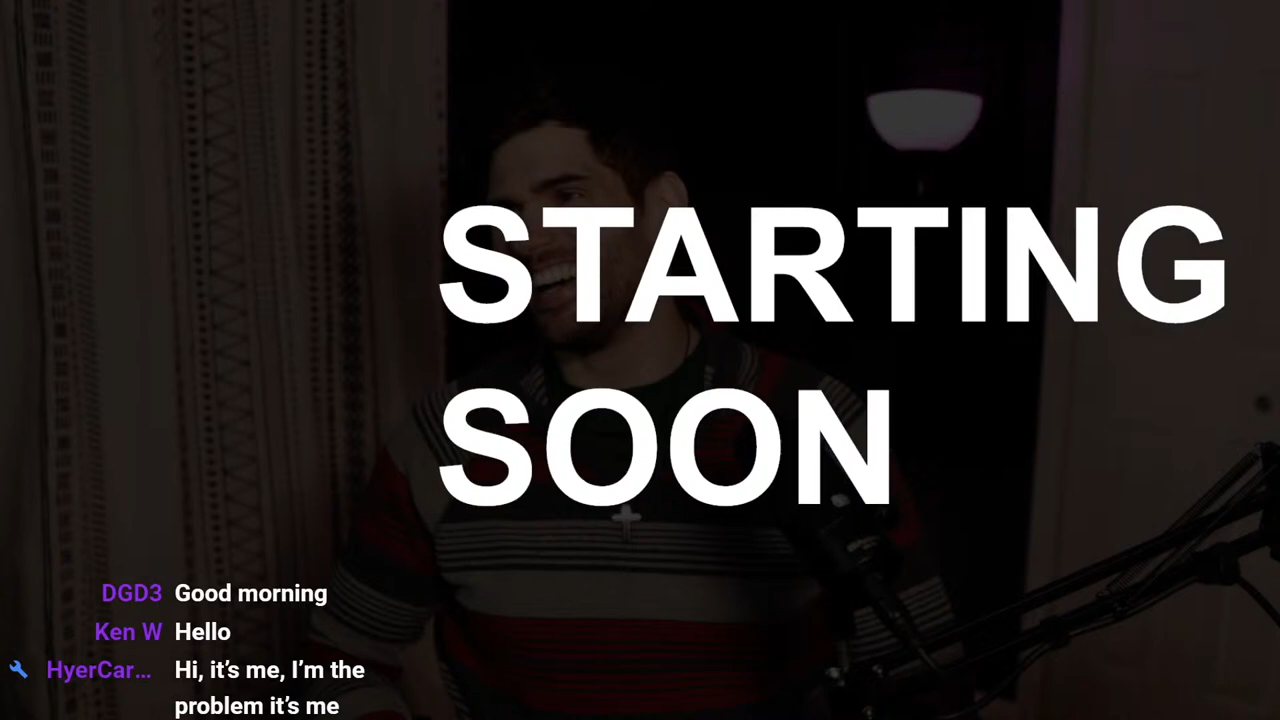 STARTING
SOON
DGD3 Good morning
Ken W Hello
HyerCar… Hi, it’s me, I’m the
problem it’s me